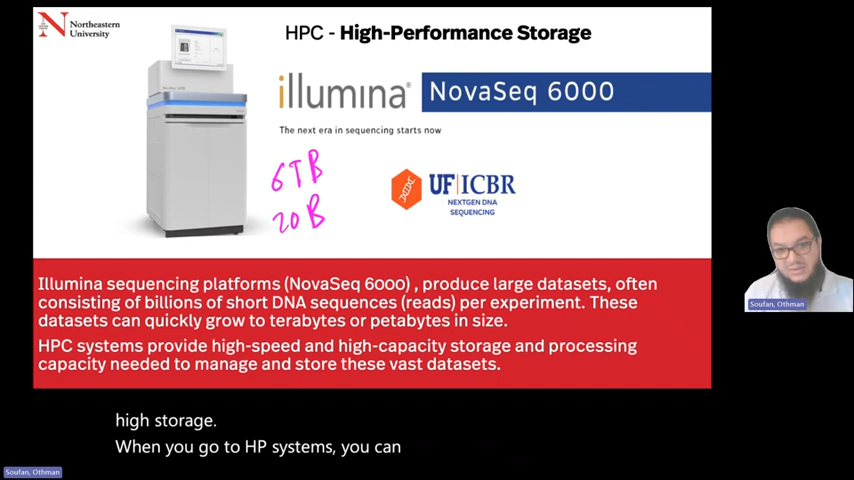 Northeastern
University
HPC - High-Performance Storage
illumina®
NovaSeq 6000
The next era in sequencing starts now
6TB
20B
UF|ICBR
NEXTGEN DNA
SEQUENCING
Illumina sequencing platforms (NovaSeq 6000) , produce large datasets, often
consisting of billions of short DNA sequences (reads) per experiment. These
datasets can quickly grow to terabytes or petabytes in size.
HPC systems provide high-speed and high-capacity storage and processing
capacity needed to manage and store these vast datasets.
Soufan, Othman
high storage.
When you go to HP systems, you can
Soufan, Othman